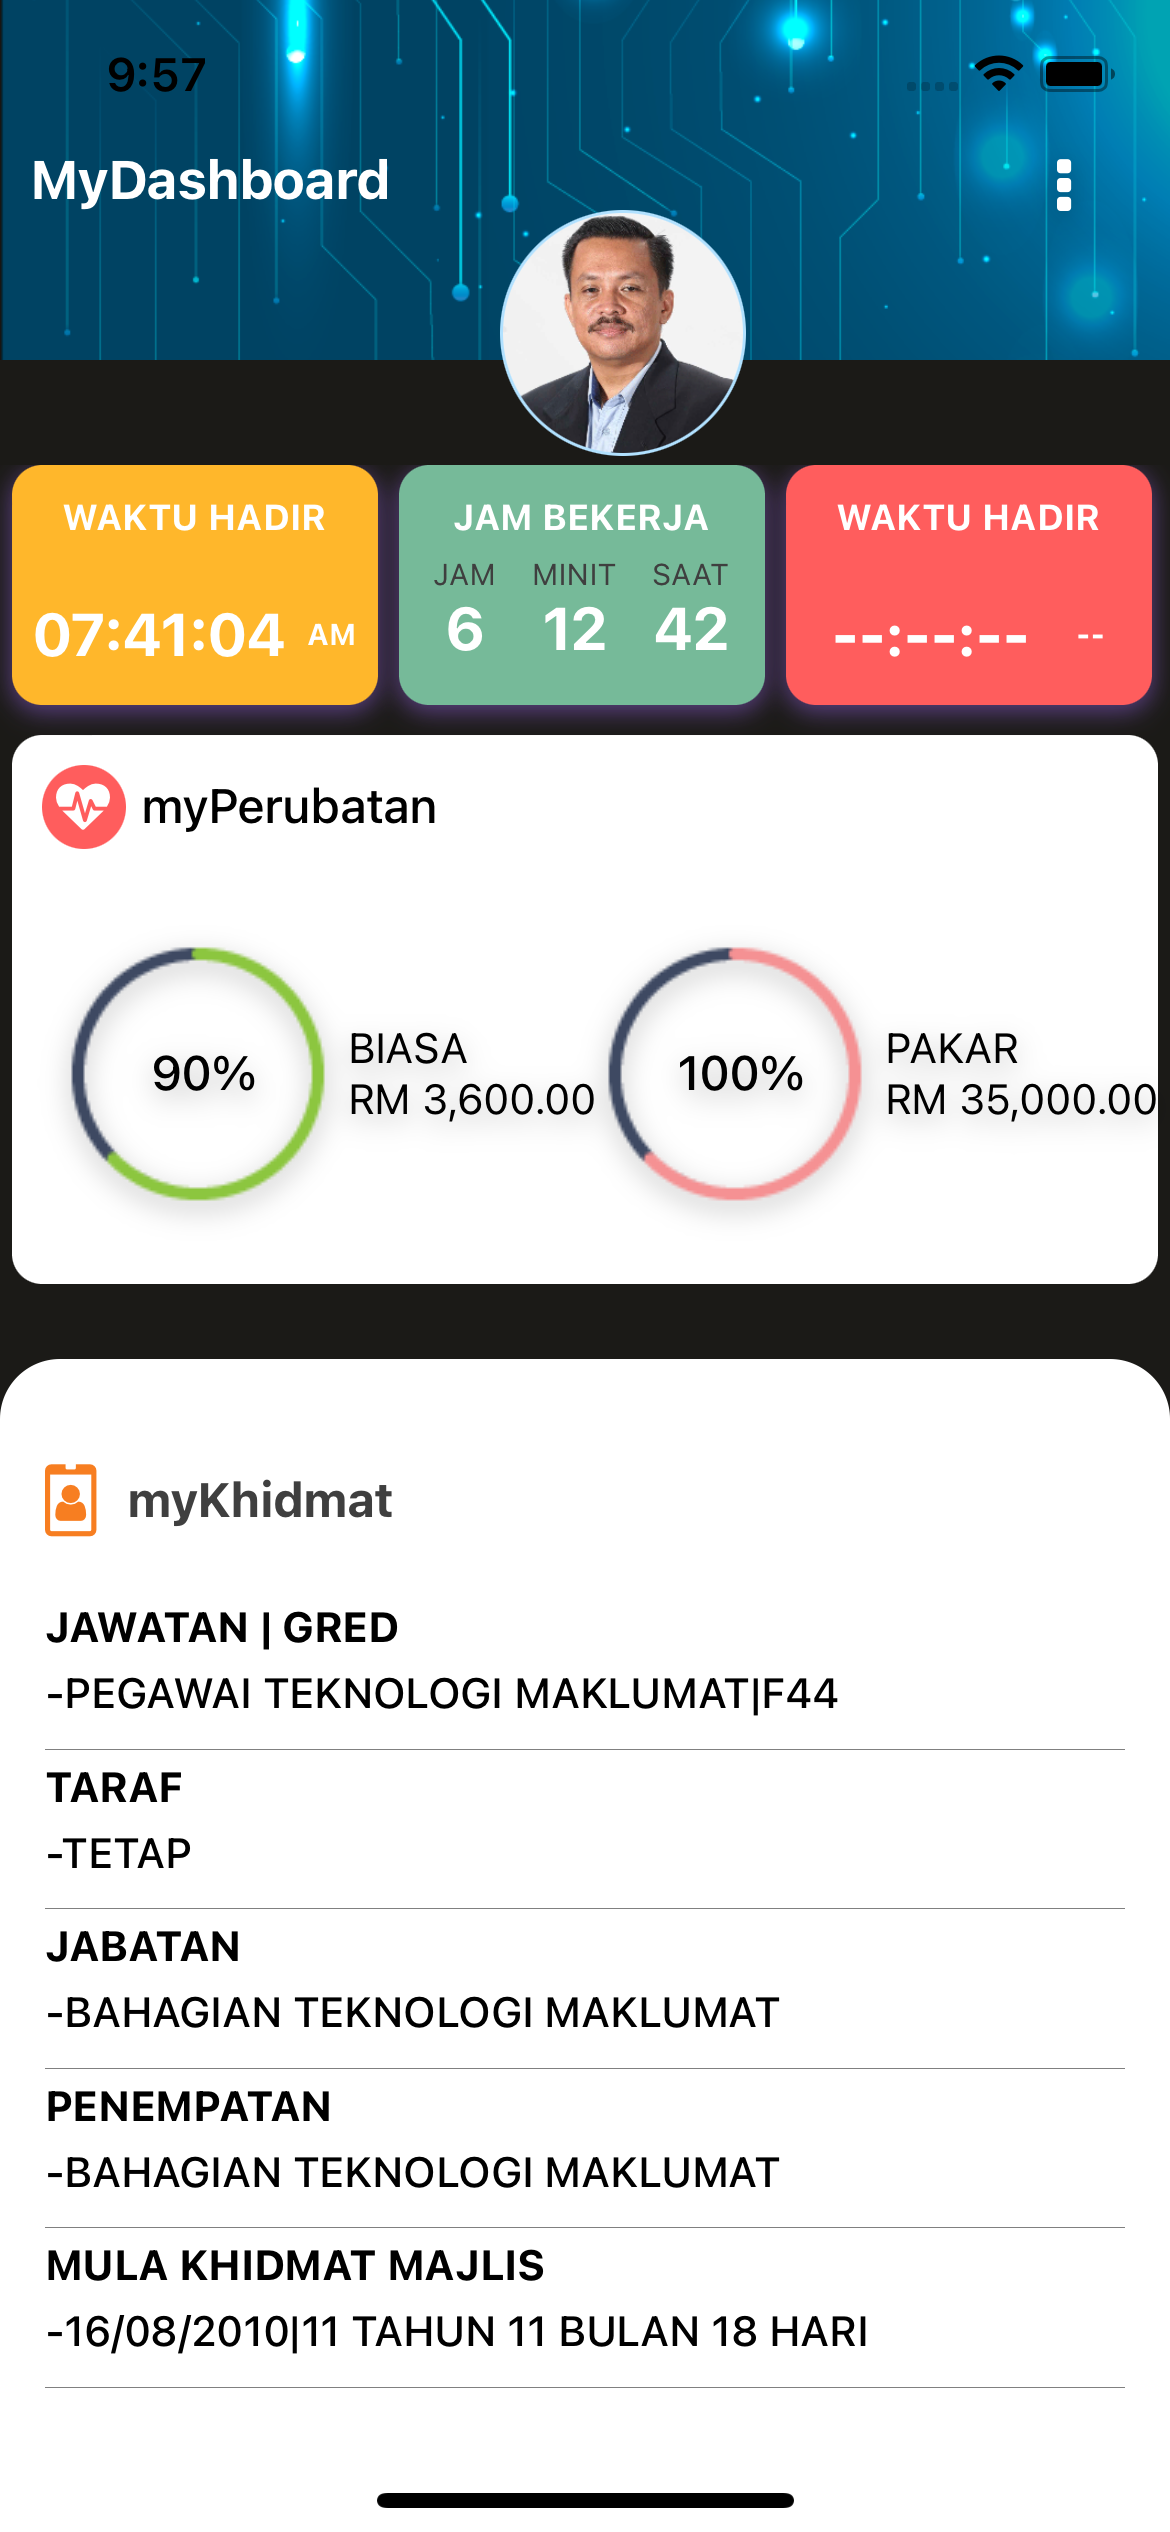 9:57
MyDashboard
WAKTU HADIR
07:41:04 AM
JAM BEKERJA
JAM MINIT SAAT
6 12 42
WAKTU HADIR
--:--:-- --
myPerubatan
90%
BIASA
RM 3,600.00
100%
PAKAR
RM 35,000.00
myKhidmat
JAWATAN | GRED
-PEGAWAI TEKNOLOGI MAKLUMAT|F44
TARAF
-TETAP
JABATAN
-BAHAGIAN TEKNOLOGI MAKLUMAT
PENEMPATAN
-BAHAGIAN TEKNOLOGI MAKLUMAT
MULA KHIDMAT MAJLIS
-16/08/2010|11 TAHUN 11 BULAN 18 HARI